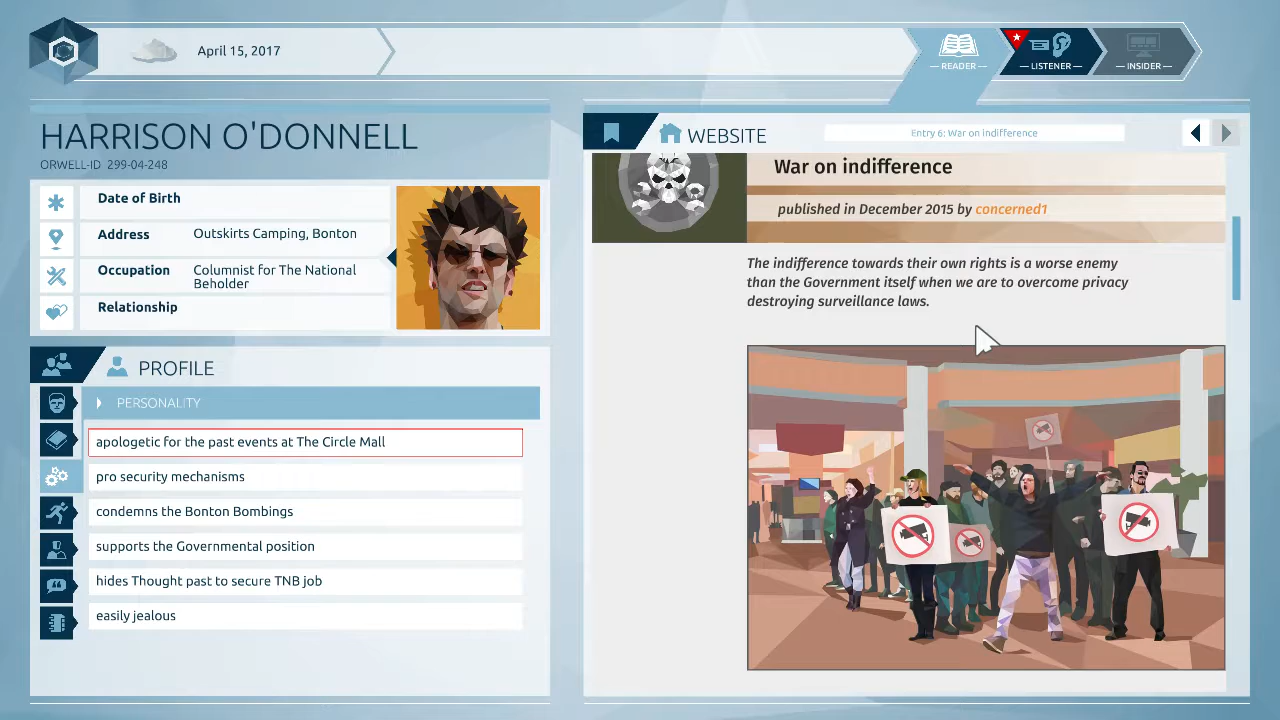 April 15, 2017
— READER —
— LISTENER —
— INSIDER —
HARRISON O'DONNELL
ORWELL-ID 299-04-248
Date of Birth
Address Outskirts Camping, Bonton
Occupation Columnist for The National
Beholder
Relationship
PROFILE
PERSONALITY
apologetic for the past events at The Circle Mall
pro security mechanisms
condemns the Bonton Bombings
supports the Governmental position
hides Thought past to secure TNB job
easily jealous
WEBSITE
Entry 6: War on indifference
War on indifference
published in December 2015 by concerned1
The indifference towards their own rights is a worse enemy
than the Government itself when we are to overcome privacy
destroying surveillance laws.